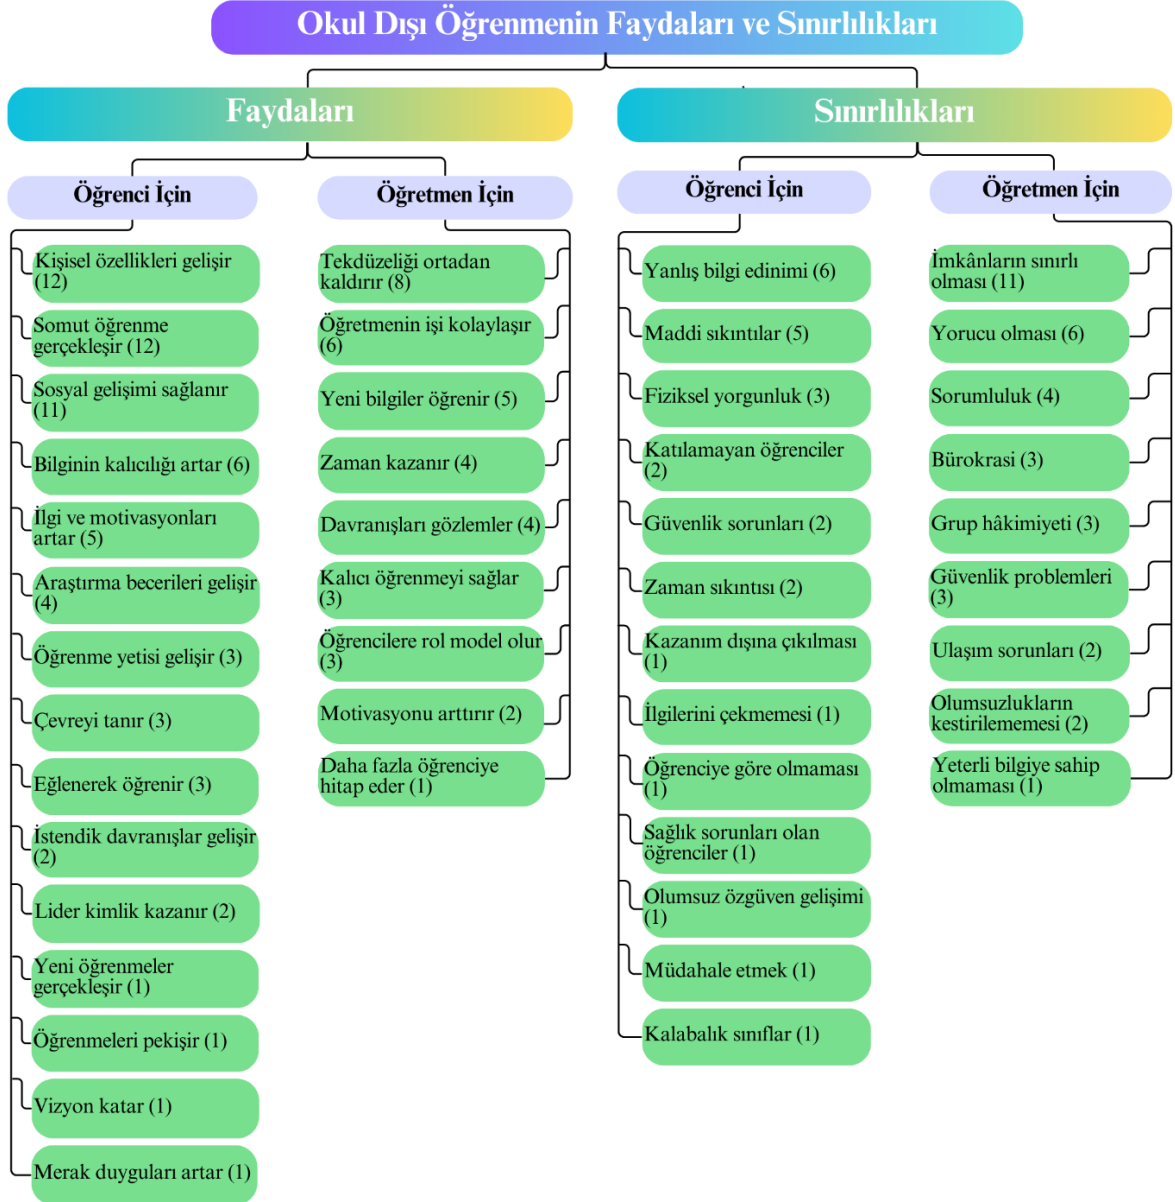 Okul Dışı Öğrenmenin Faydaları ve Sınırlılıkları
Faydaları
Öğrenci İçin
Kişisel özellikleri gelişir
(12)
Somut öğrenme
gerçekleşir (12)
Sosyal gelişimi sağlanır
(11)
Bilginin kalıcılığı artar (6)
İlgi ve motivasyonları
artar (5)
Araştırma becerileri gelişir
(4)
Öğrenme yetisi gelişir (3)
Çevreyi tanır (3)
Eğlenerek öğrenir (3)
İstendik davranışlar gelişir
(2)
Lider kimlik kazanır (2)
Yeni öğrenmeler
gerçekleşir (1)
Öğrenmeleri pekişir (1)
Vizyon katar (1)
Merak duyguları artar (1)
Öğretmen İçin
Tekdüzeliği ortadan
kaldırır (8)
Öğretmenin işi kolaylaşır
(6)
Yeni bilgiler öğrenir (5)
Zaman kazanır (4)
Davranışları gözlemler (4)
Kalıcı öğrenmeyi sağlar
(3)
Öğrencilere rol model olur
(3)
Motivasyonu arttırır (2)
Daha fazla öğrenciye
hitap eder (1)
Sınırlılıkları
Öğrenci İçin
Yanlış bilgi edinimi (6)
Maddi sıkıntılar (5)
Fiziksel yorgunluk (3)
Katılamayan öğrenciler
(2)
Güvenlik sorunları (2)
Zaman sıkıntısı (2)
Kazanım dışına çıkılması
(1)
İlgilerini çekmemesi (1)
Öğrenciye göre olmaması
(1)
Sağlık sorunları olan
öğrenciler (1)
Olumsuz özgüven gelişimi
(1)
Müdahale etmek (1)
Kalabalık sınıflar (1)
Öğretmen İçin
İmkânların sınırlı
olması (11)
Yorucu olması (6)
Sorumluluk (4)
Bürokrasi (3)
Grup hâkimiyeti (3)
Güvenlik problemleri
(3)
Ulaşım sorunları (2)
Olumsuzlukların
kestirilememesi (2)
Yeterli bilgiye sahip
olmaması (1)